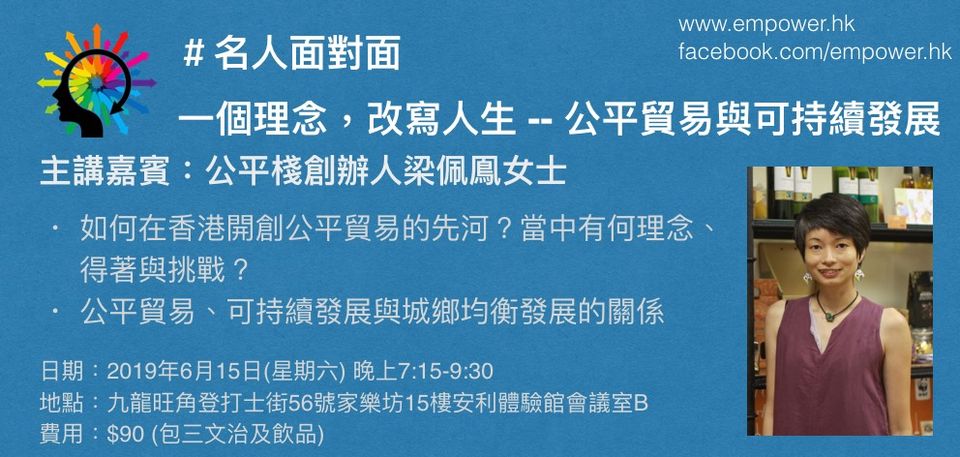 www.empower.hk
facebook.com/empower.hk
# 名人面對面
一個理念，改寫人生 -- 公平貿易與可持續發展
主講嘉賓：公平棧創辦人梁佩鳳女士
· 如何在香港開創公平貿易的先河？當中有何理念、
得著與挑戰？
· 公平貿易、可持續發展與城鄉均衡發展的關係
日期：2019年6月15日(星期六) 晚上7:15-9:30
地點：九龍旺角登打士街56號家樂坊15樓安利體驗館會議室B
費用：$90 (包三文治及飲品)